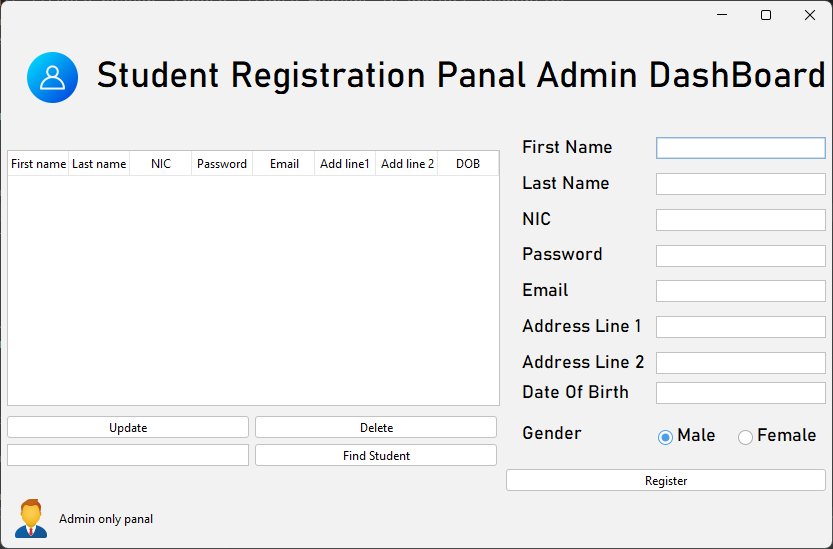 Student Registration Panal Admin DashBoard
First name Last name NIC Password Email Add line1 Add line 2 DOB
First Name
Last Name
NIC
Password
Email
Address Line 1
Address Line 2
Date Of Birth
Gender Male Female
Update Delete
Find Student
Register
Admin only panal